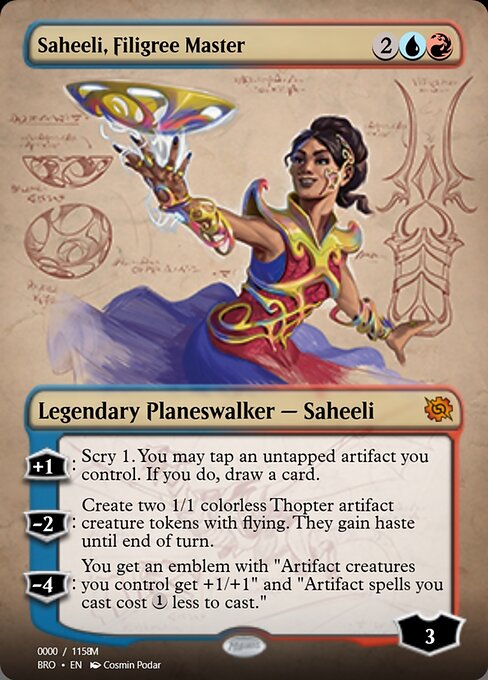 Saheeli, Filigree Master
2
Legendary Planeswalker — Saheeli
+1: Scry 1. You may tap an untapped artifact you
control. If you do, draw a card.
−2: Create two 1/1 colorless Thopter artifact
creature tokens with flying. They gain haste
until end of turn.
−4: You get an emblem with "Artifact creatures
you control get +1/+1" and "Artifact spells you
cast cost 1 less to cast."
3
0000 / 1158M
BRO • EN Cosmin Podar